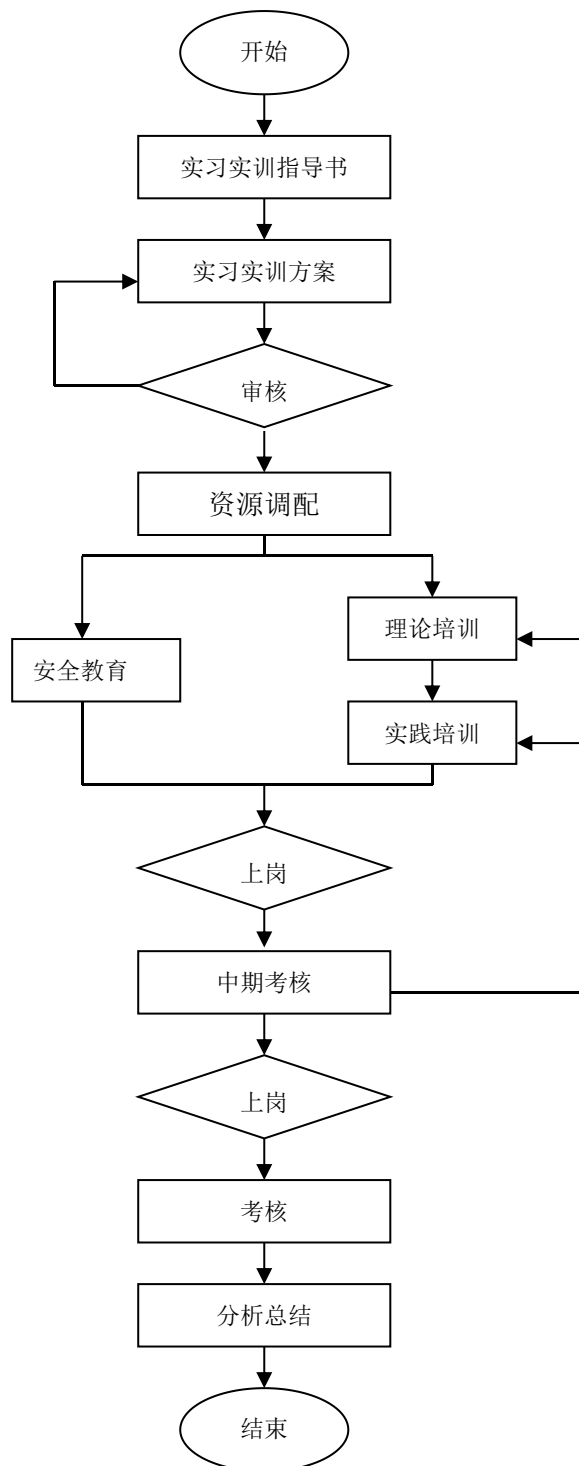 开始
实习实训指导书
实习实训方案
审核
资源调配
理论培训
安全教育
实践培训
上岗
中期考核
上岗
考核
分析总结
结束